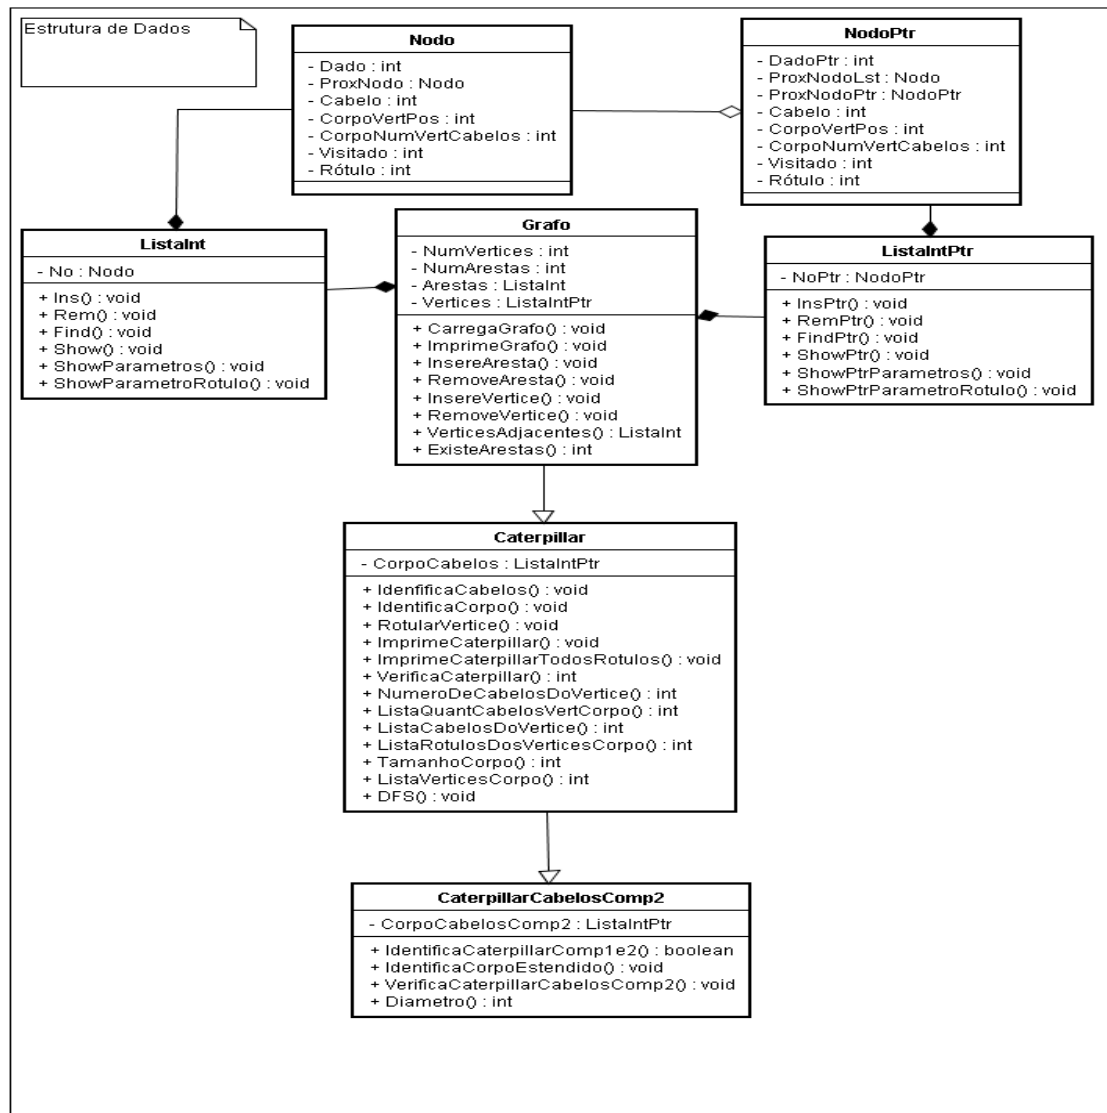 Estrutura de Dados
Nodo
- Dado : int
- ProxNodo : Nodo
- Cabelo : int
- CorpoVertPos : int
- CorpoNumVertCabelos : int
- Visitado : int
- Rótulo : int
NodoPtr
- DadoPtr : int
- ProxNodoLst : Nodo
- ProxNodoPtr : NodoPtr
- Cabelo : int
- CorpoVertPos : int
- CorpoNumVertCabelos : int
- Visitado : int
- Rótulo : int
ListaInt
- No : Nodo
+ Ins() : void
+ Rem() : void
+ Find() : void
+ Show() : void
+ ShowParametros() : void
+ ShowParametroRotulo() : void
Grafo
- NumVertices : int
- NumArestas : int
- Arestas : ListaInt
- Vertices : ListaIntPtr
+ CarregaGrafo() : void
+ ImprimeGrafo() : void
+ InsereAresta() : void
+ RemoveAresta() : void
+ InsereVertice() : void
+ RemoveVertice() : void
+ VerticesAdjacentes() : ListaInt
+ ExisteArestas() : int
ListaIntPtr
- NoPtr : NodoPtr
+ InsPtr() : void
+ RemPtr() : void
+ FindPtr() : void
+ ShowPtr() : void
+ ShowPtrParametros() : void
+ ShowPtrParametroRotulo() : void
Caterpillar
- CorpoCabelos : ListaIntPtr
+ IdenfificaCabelos() : void
+ IdentificaCorpo() : void
+ RotularVertice() : void
+ ImprimeCaterpillar() : void
+ ImprimeCaterpillarTodosRotulos() : void
+ VerificaCaterpillar() : int
+ NumeroDeCabelosDoVertice() : int
+ ListaQuantCabelosVertCorpo() : int
+ ListaCabelosDoVertice() : int
+ ListaRotulosDosVerticesCorpo() : int
+ TamanhoCorpo() : int
+ ListaVerticesCorpo() : int
+ DFS() : void
CaterpillarCabelosComp2
- CorpoCabelosComp2 : ListaIntPtr
+ IdentificaCaterpillarComp1e2() : boolean
+ IdentificaCorpoEstendido() : void
+ VerificaCaterpillarCabelosComp2() : void
+ Diametro() : int